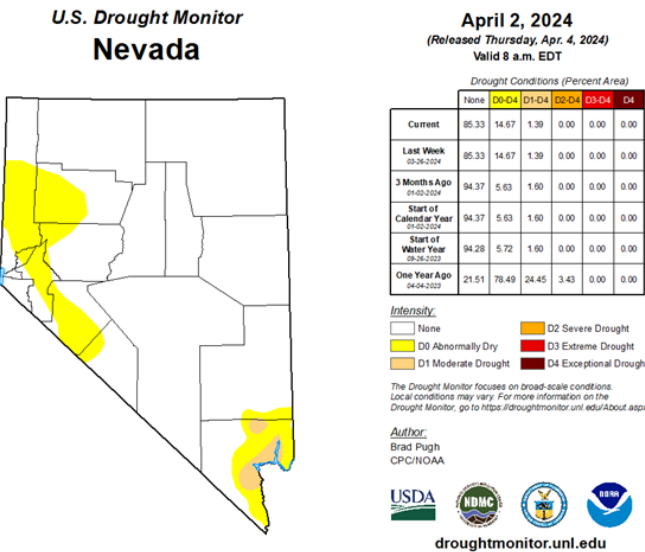 U.S. Drought Monitor
Nevada
April 2, 2024
(Released Thursday, Apr. 4, 2024)
Valid 8 a.m. EDT
Drought Conditions (Percent Area)
None D0-D4 D1-D4 D2-D4 D3-D4 D4
Current 85.33 14.67 1.39 0.00 0.00 0.00
Last Week
03-26-2024 85.33 14.67 1.39 0.00 0.00 0.00
3 Months Ago
01-02-2024 94.37 5.63 1.60 0.00 0.00 0.00
Start of
Calendar Year
01-02-2024 94.37 5.63 1.60 0.00 0.00 0.00
Start of
Water Year
09-26-2023 94.28 5.72 1.60 0.00 0.00 0.00
One Year Ago
04-04-2023 21.51 78.49 24.45 3.43 0.00 0.00
Intensity:
None
D0 Abnormally Dry
D1 Moderate Drought
D2 Severe Drought
D3 Extreme Drought
D4 Exceptional Drough
The Drought Monitor focuses on broad-scale conditions.
Local conditions may vary. For more information on the
Drought Monitor, go to https://droughtmonitor.unl.edu/About.asp
Author:
Brad Pugh
CPC/NOAA
USDA
NDMC
NOAA
droughtmonitor.unl.edu